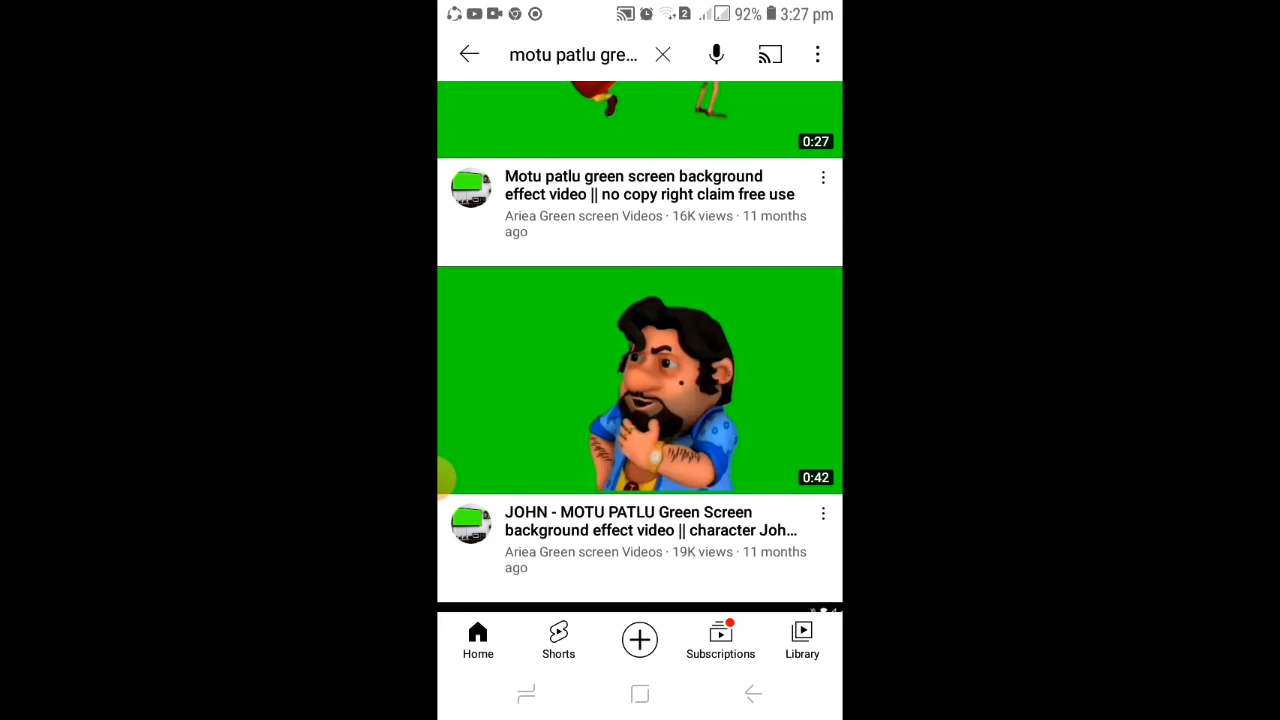 2 92% 3:27 pm
motu patlu gre...
0:27
Motu patlu green screen background
effect video || no copy right claim free use
Ariea Green screen Videos · 16K views · 11 months
ago
0:42
JOHN - MOTU PATLU Green Screen
background effect video || character Joh...
Ariea Green screen Videos · 19K views · 11 months
ago
Home Shorts Subscriptions Library